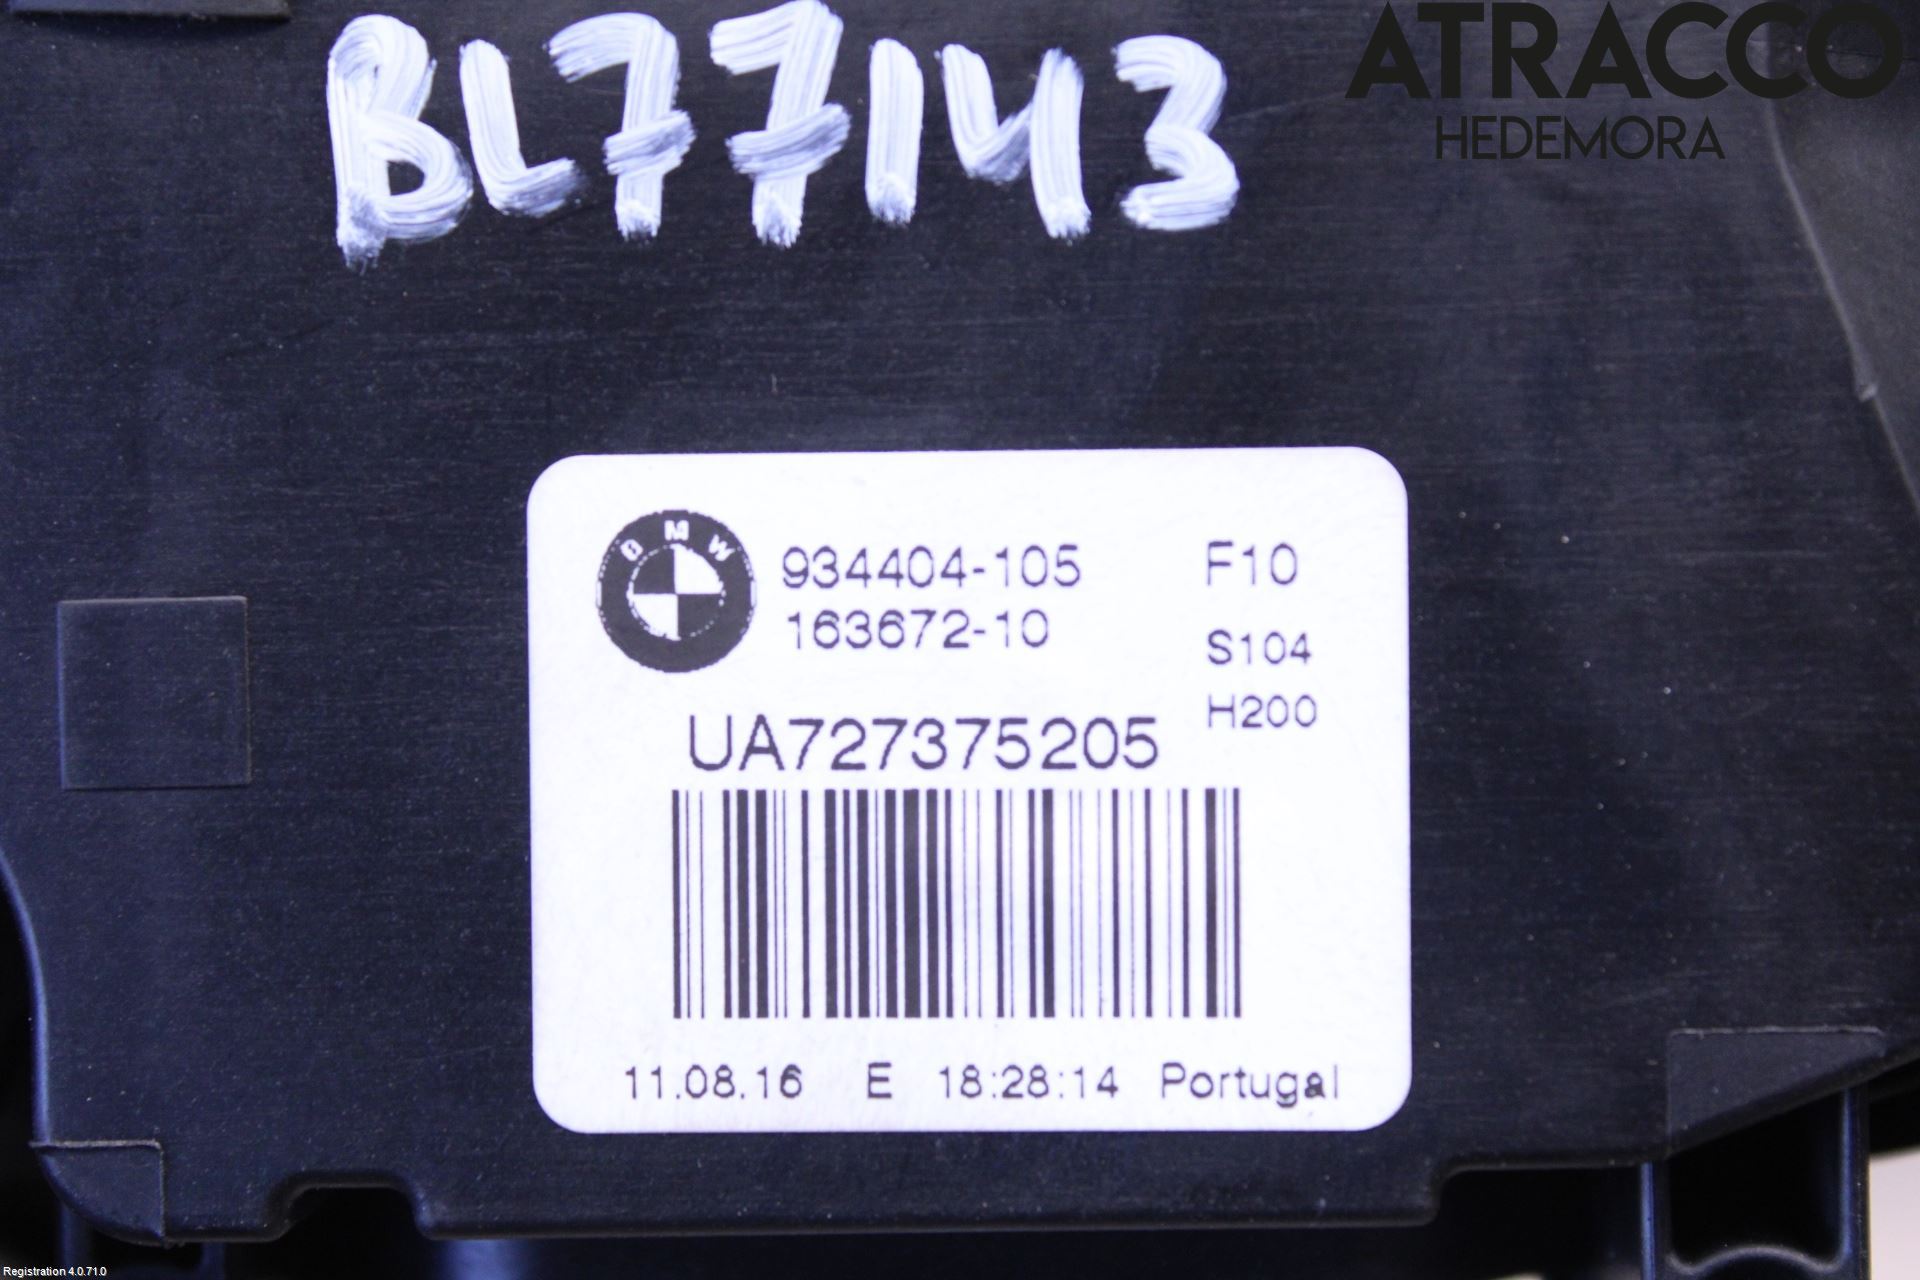 BL77143
ATRACCO
HEDEMORA
BMW
934404-105 F10
163672-10 S104
UA727375205 H200
11.08.16 E 18:28:14 Portugal
Registration 4.0.71.0